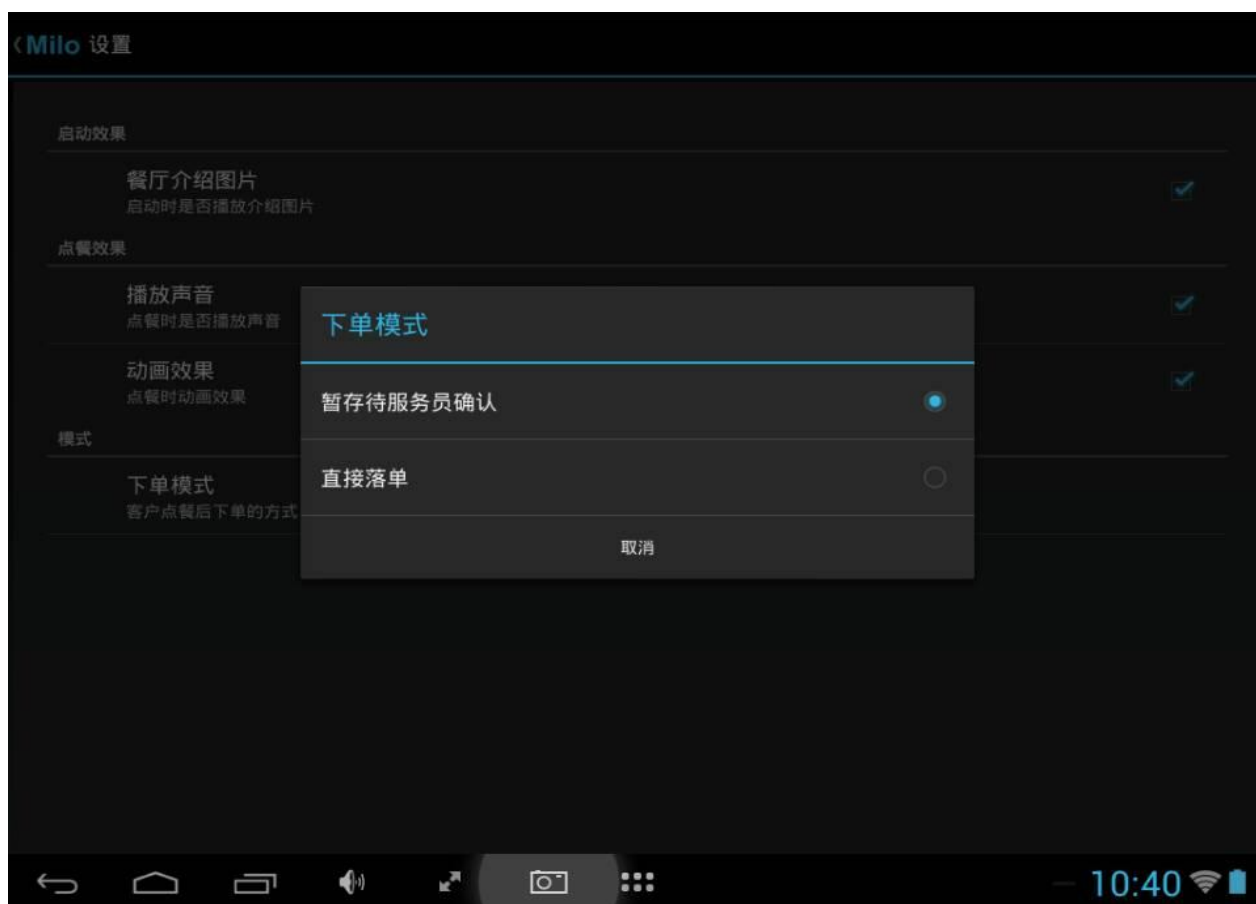 Milo 设置
启动效果
餐厅介绍图片
启动时是否播放介绍图片
点餐效果
播放声音
点餐时是否播放声音
动画效果
点餐时动画效果
模式
下单模式
客户点餐后下单的方式
下单模式
暂存待服务员确认
直接落单
取消
10:40